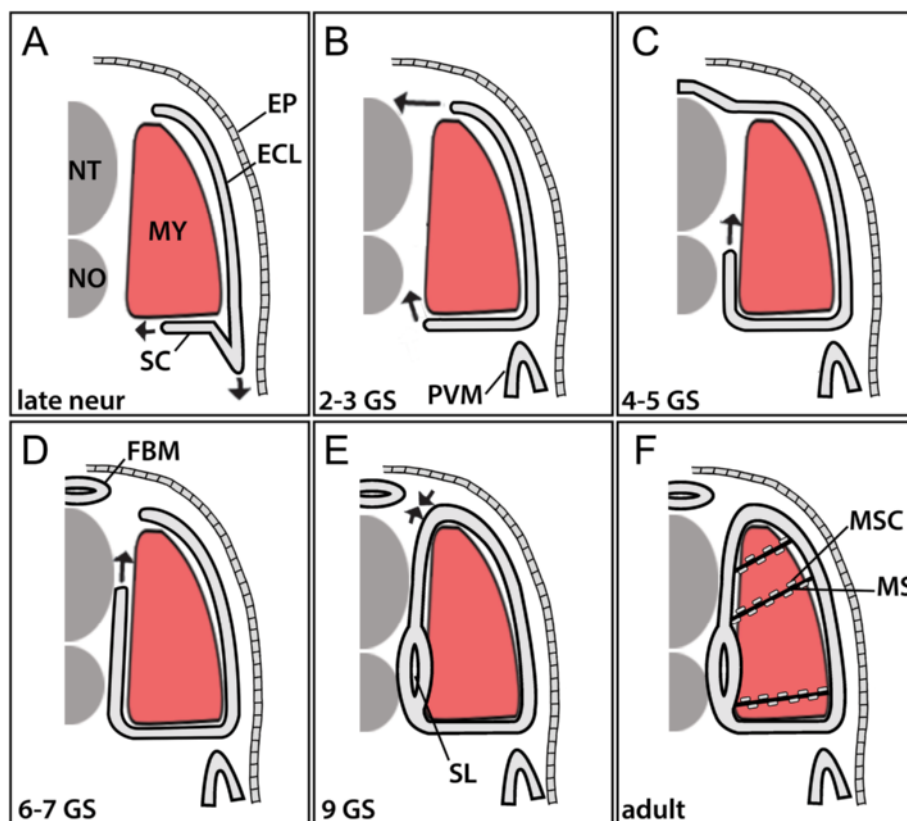 A
EP
ECL
NT
MY
NO
SC
late neur
B
PVM
2-3 GS
C
4-5 GS
D
FBM
6-7 GS
E
SL
9 GS
F
MSC
MS
adult